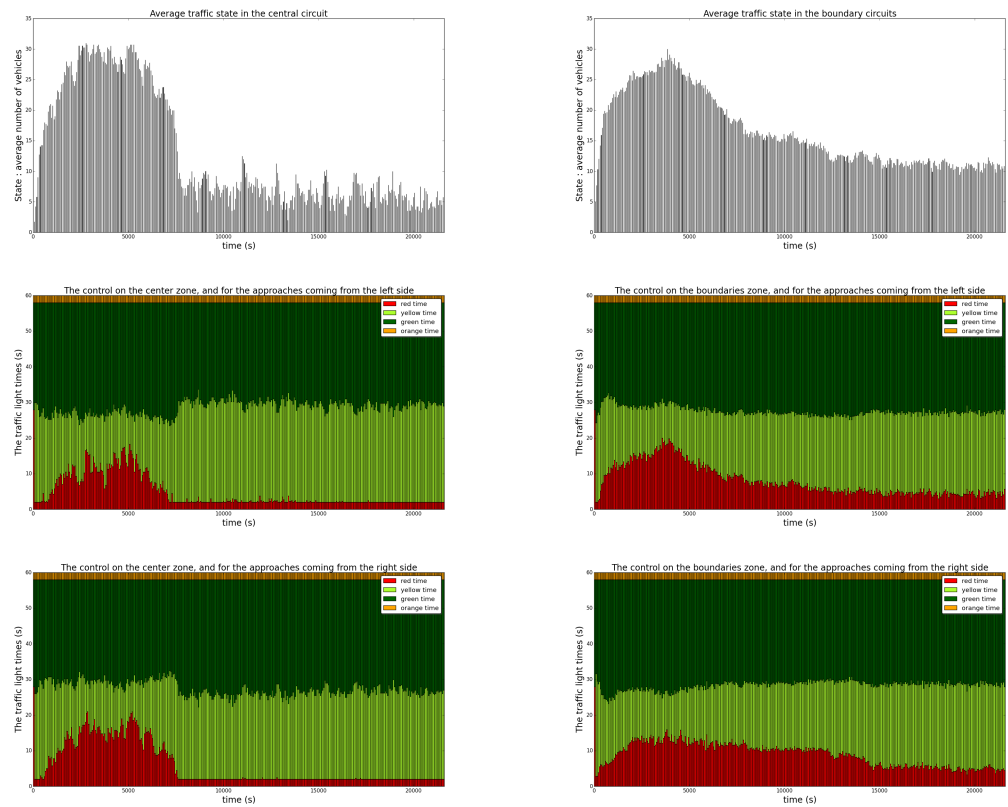 Average traffic state in the central circuit
State : average number of vehicles
35
30
25
20
15
10
5
0
0 5000 10000 15000 20000
time (s)
Average traffic state in the boundary circuits
State : average number of vehicles
35
30
25
20
15
10
5
0
0 5000 10000 15000 20000
time (s)
The control on the center zone, and for the approaches coming from the left side
The traffic light times (s)
60
50
40
30
20
10
0
red time
yellow time
green time
orange time
0 5000 10000 15000 20000
time (s)
The control on the boundaries zone, and for the approaches coming from the left side
The traffic light times (s)
60
50
40
30
20
10
0
red time
yellow time
green time
orange time
0 5000 10000 15000 20000
time (s)
The control on the center zone, and for the approaches coming from the right side
The traffic light times (s)
60
50
40
30
20
10
0
red time
yellow time
green time
orange time
0 5000 10000 15000 20000
time (s)
The control on the boundaries zone, and for the approaches coming from the right side
The traffic light times (s)
60
50
40
30
20
10
0
red time
yellow time
green time
orange time
0 5000 10000 15000 20000
time (s)